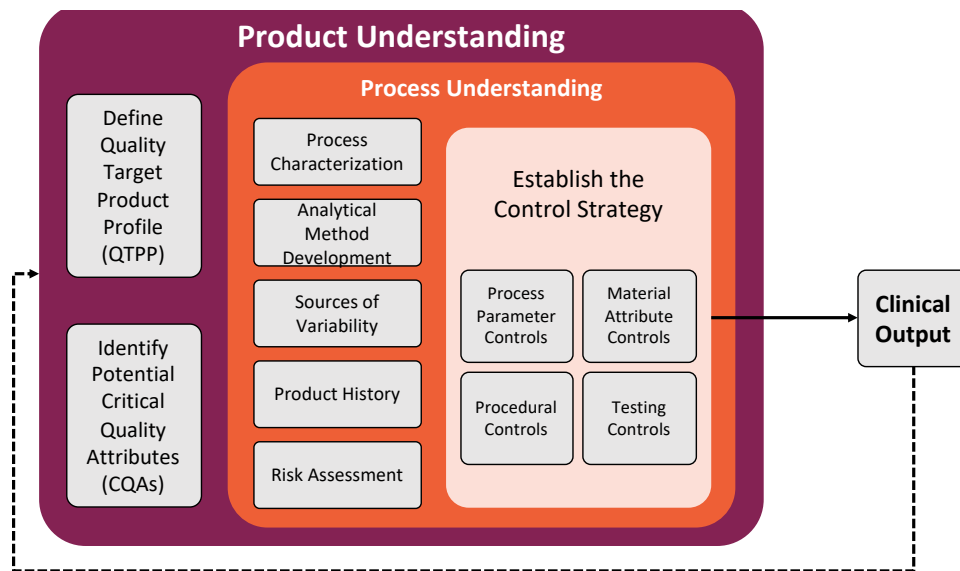 Product Understanding
Define
Quality
Target
Product
Profile
(QTPP)
Identify
Potential
Critical
Quality
Attributes
(CQAs)
Process Understanding
Process
Characterization
Analytical
Method
Development
Sources of
Variability
Product History
Risk Assessment
Establish the
Control Strategy
Process
Parameter
Controls
Material
Attribute
Controls
Procedural
Controls
Testing
Controls
Clinical
Output